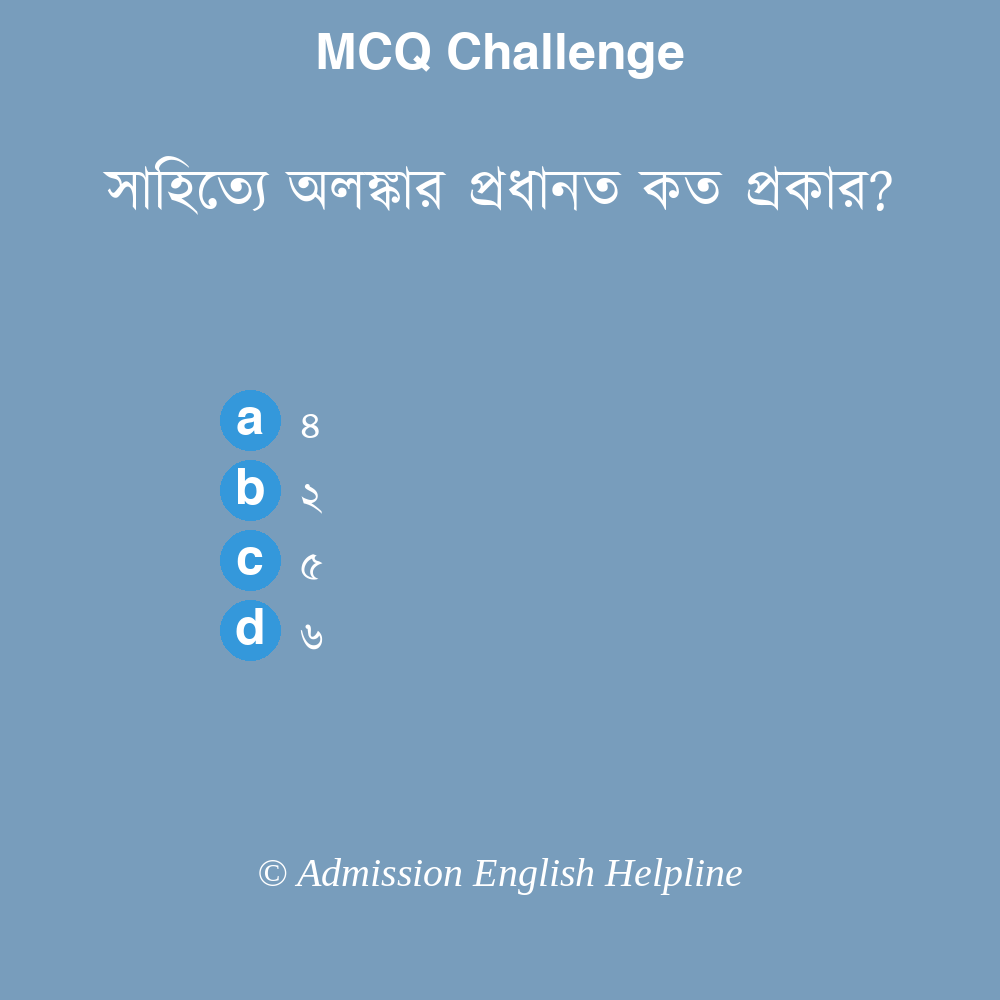 MCQ Challenge
সাহিত্যে অলঙ্কার প্রধানত কত প্রকার?
a ৪
b ২
c ৫
d ৬
© Admission English Helpline